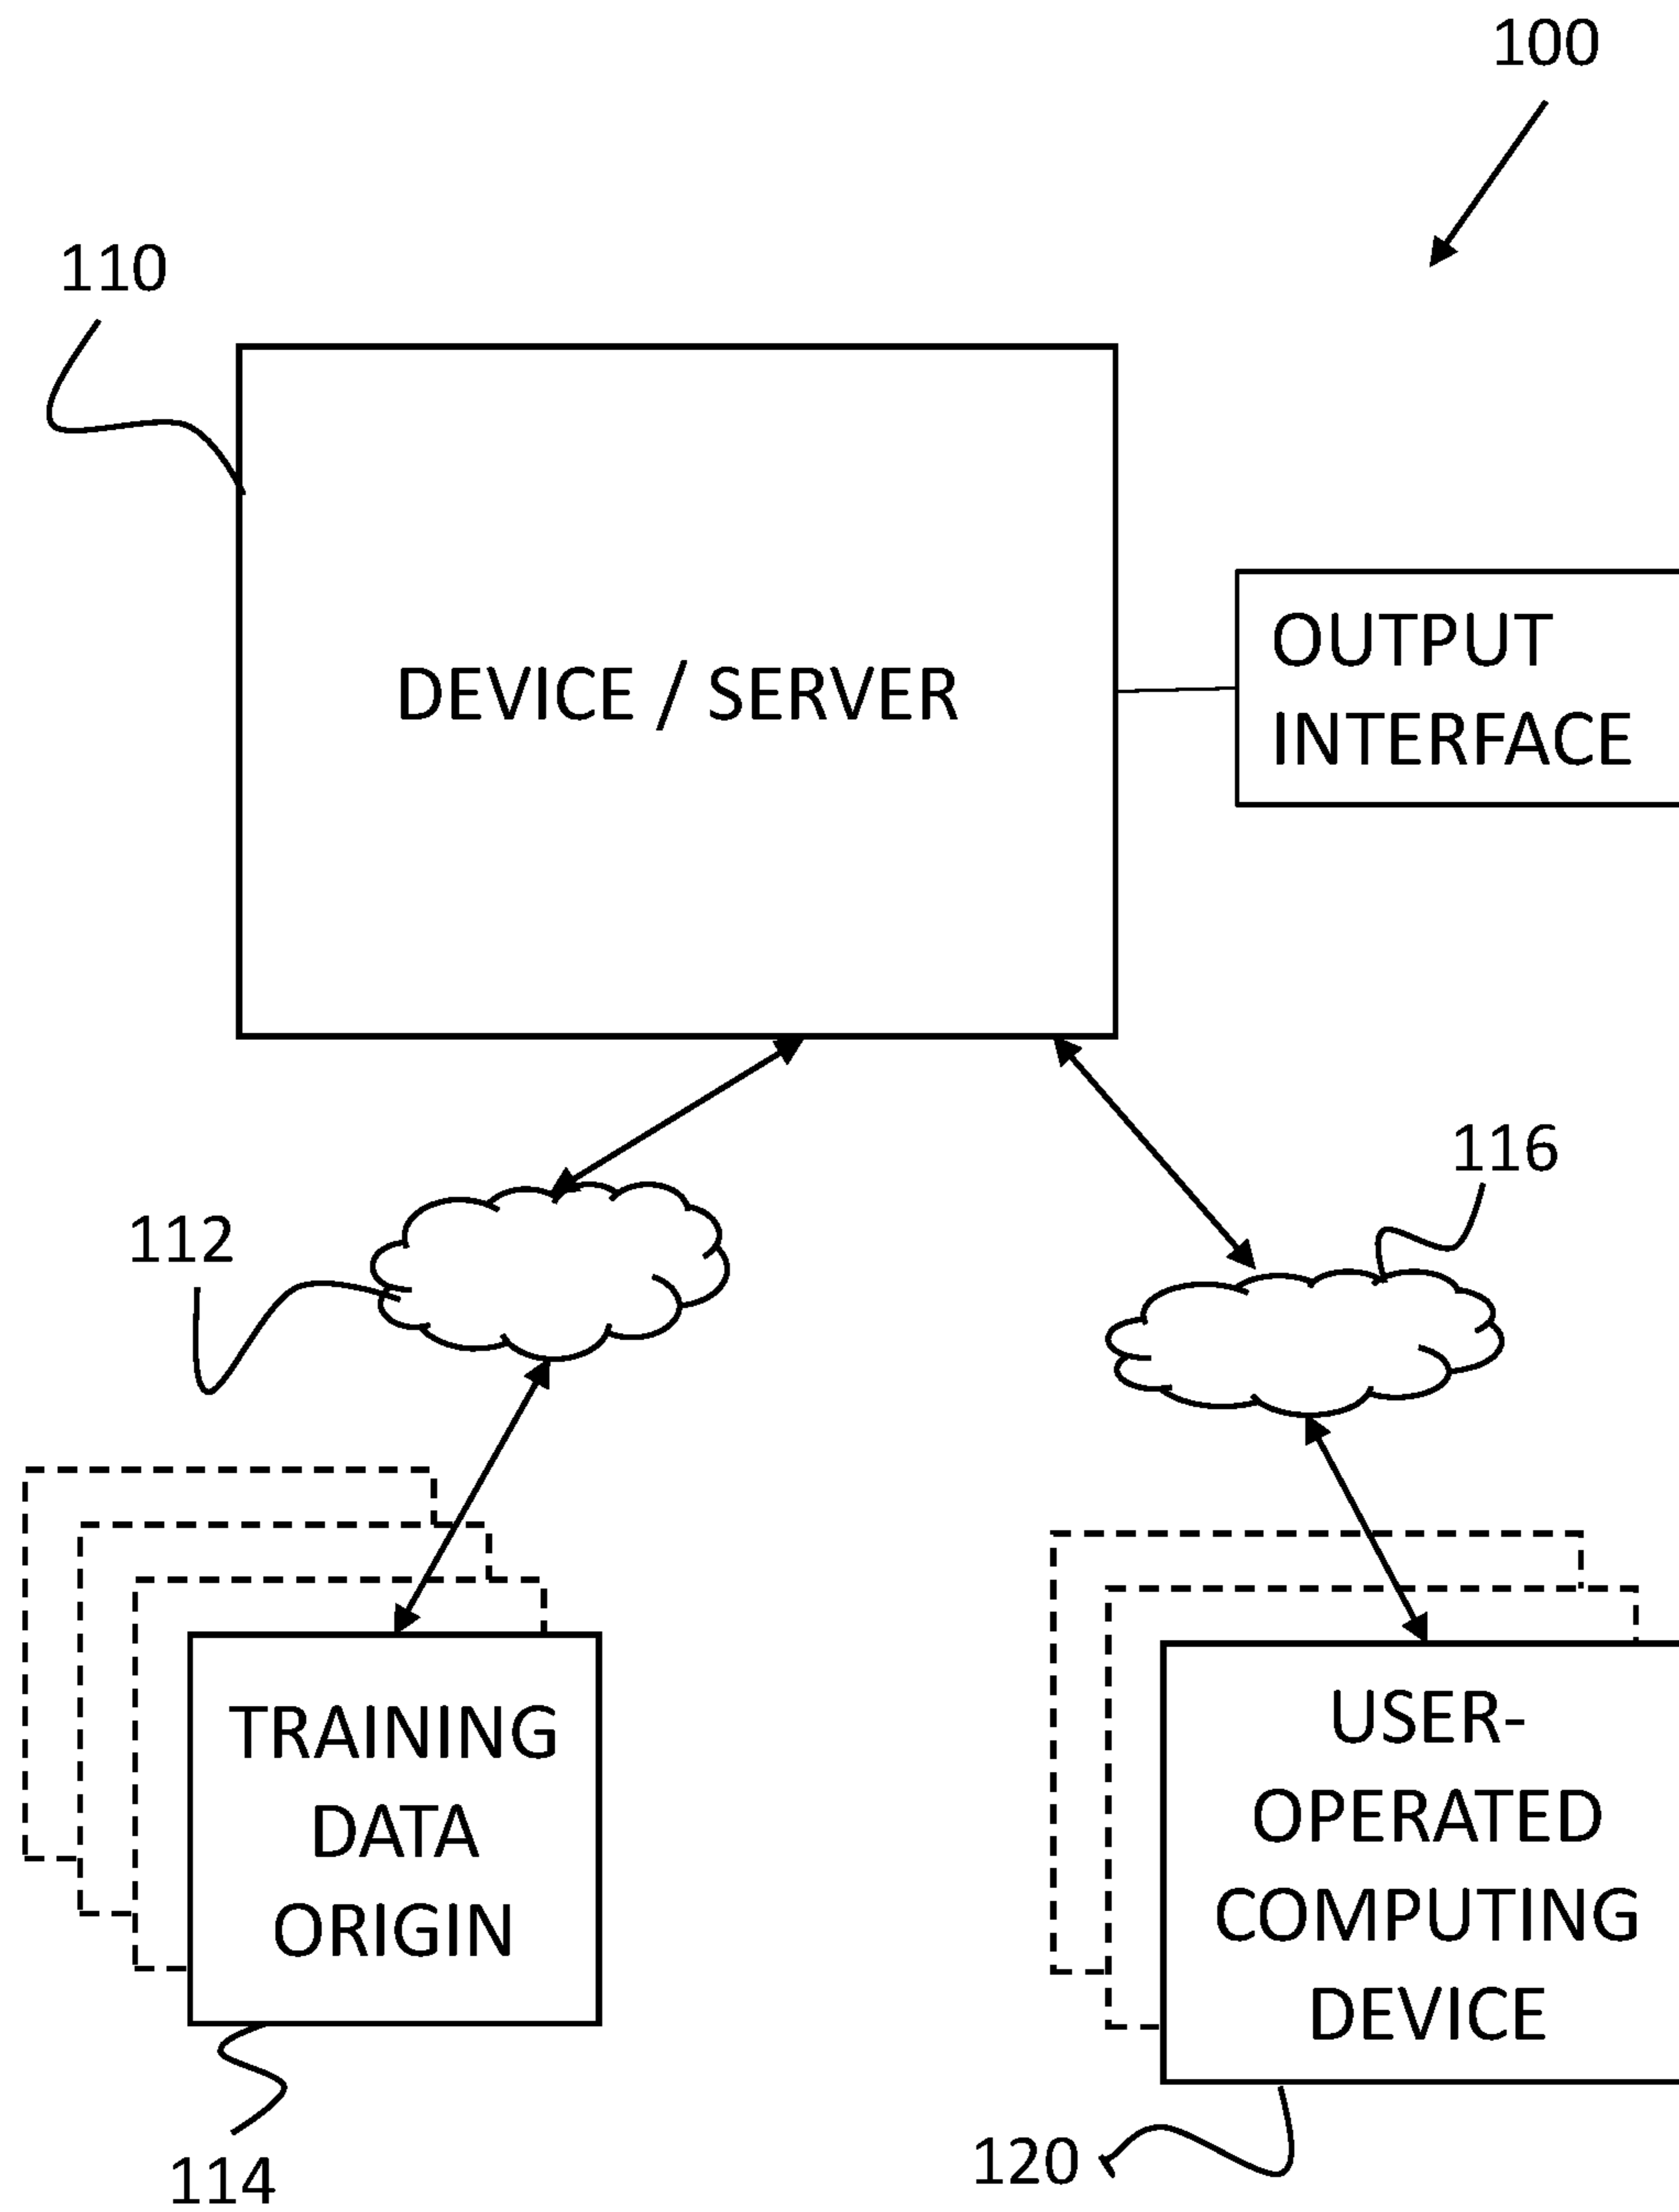 100
110
DEVICE / SERVER
OUTPUT
INTERFACE
116
112
TRAINING
DATA
ORIGIN
USER-
OPERATED
COMPUTING
DEVICE
114
120